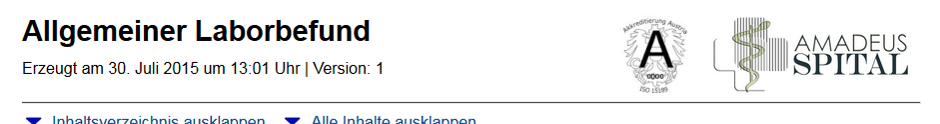 Allgemeiner Laborbefund
Erzeugt am 30. Juli 2015 um 13:01 Uhr | Version: 1
Akkreditierung Austria
A
ISO 15189
AMADEUS
SPITAL
Inhaltsverzeichnis ausklappen Alle Inhalte ausklappen